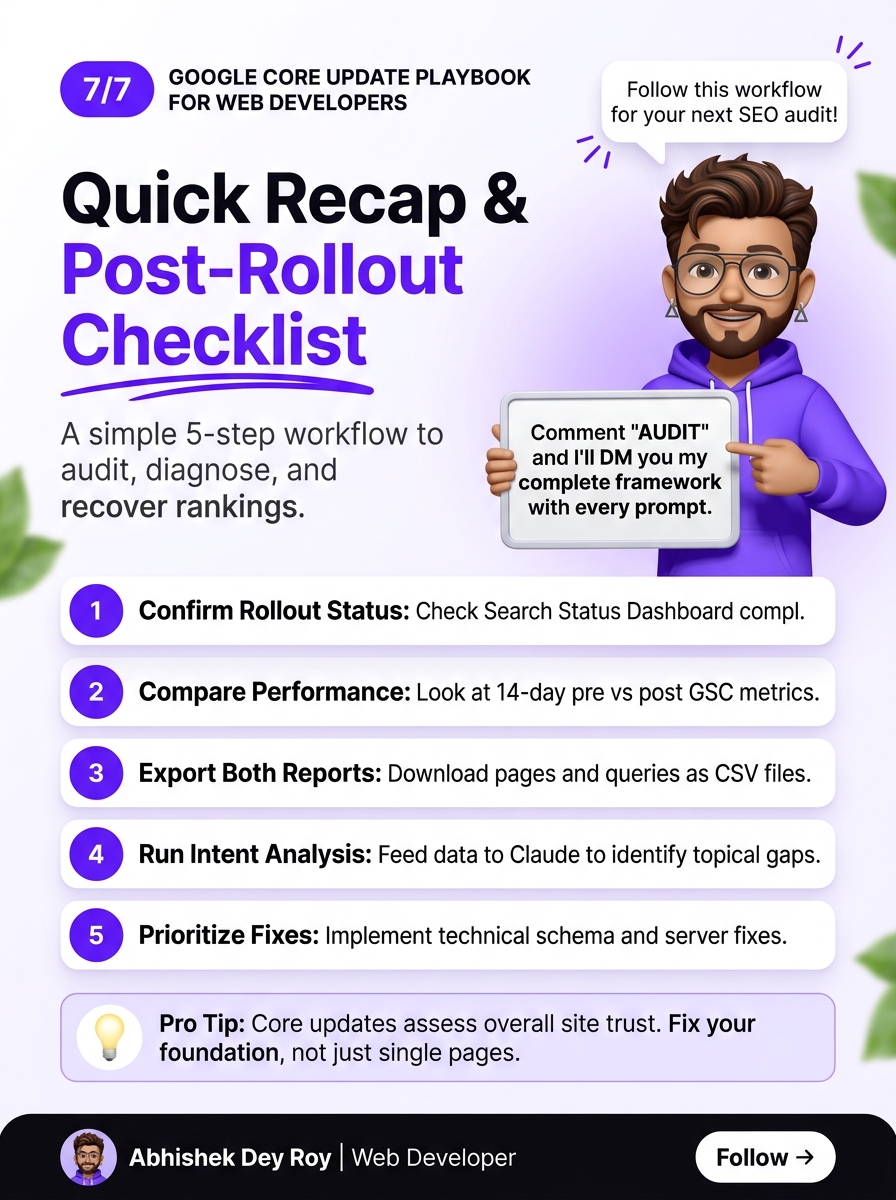 7/7
GOOGLE CORE UPDATE PLAYBOOK
FOR WEB DEVELOPERS
Follow this workflow
for your next SEO audit!
Quick Recap &
Post-Rollout
Checklist
A simple 5-step workflow to
audit, diagnose, and
recover rankings.
Comment "AUDIT"
and I'll DM you my
complete framework
with every prompt.
1 Confirm Rollout Status: Check Search Status Dashboard compl.
2 Compare Performance: Look at 14-day pre vs post GSC metrics.
3 Export Both Reports: Download pages and queries as CSV files.
4 Run Intent Analysis: Feed data to Claude to identify topical gaps.
5 Prioritize Fixes: Implement technical schema and server fixes.
Pro Tip: Core updates assess overall site trust. Fix your
foundation, not just single pages.
Abhishek Dey Roy | Web Developer
Follow →